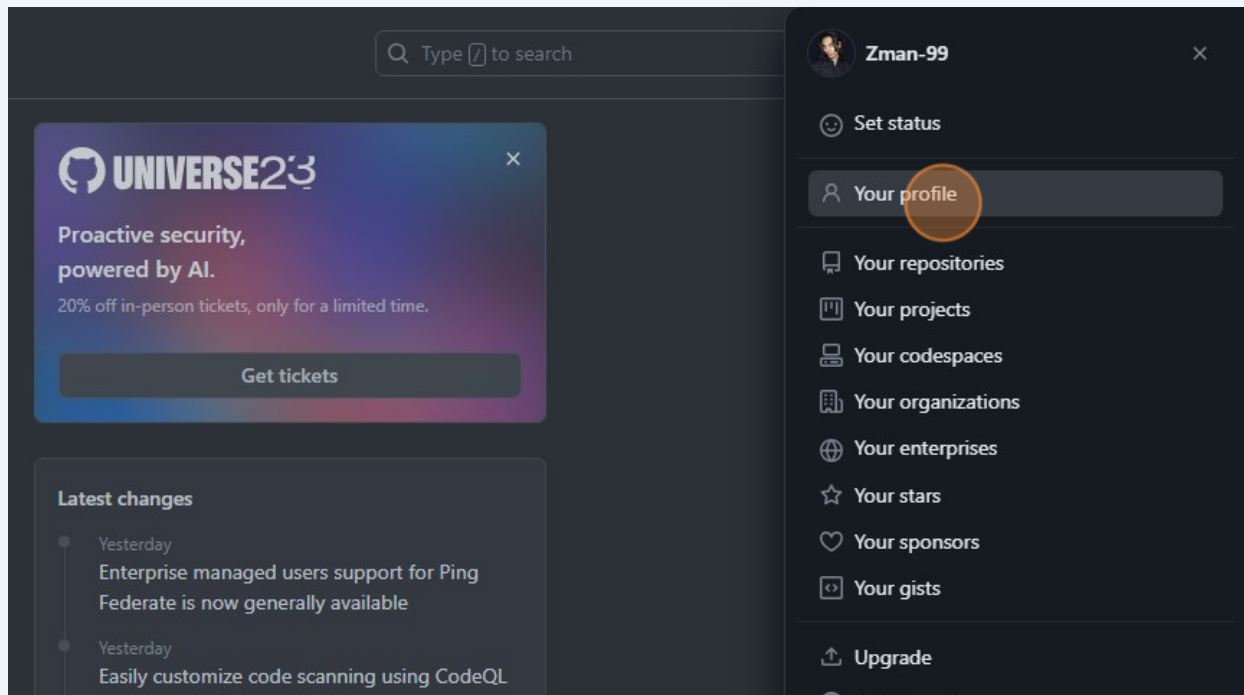 Type / to search
UNIVERSE23
Proactive security,
powered by AI.
20% off in-person tickets, only for a limited time.
Get tickets
Latest changes
Yesterday
Enterprise managed users support for Ping
Federate is now generally available
Yesterday
Easily customize code scanning using CodeQL
Zman-99
Set status
Your profile
Your repositories
Your projects
Your codespaces
Your organizations
Your enterprises
Your stars
Your sponsors
Your gists
Upgrade